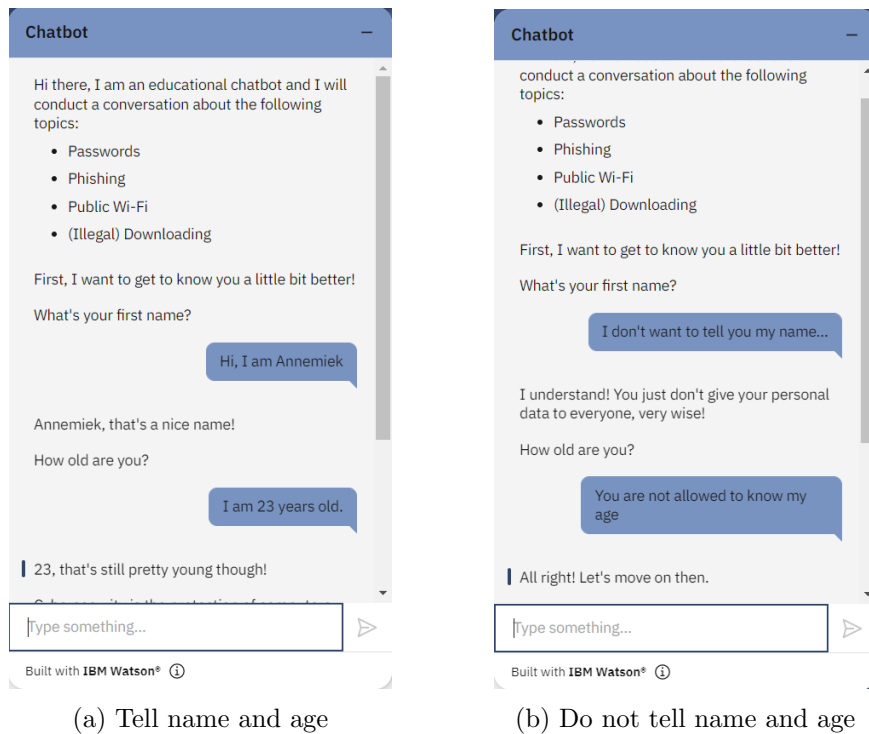 Chatbot
Hi there, I am an educational chatbot and I will
conduct a conversation about the following
topics:
• Passwords
• Phishing
• Public Wi-Fi
• (Illegal) Downloading
First, I want to get to know you a little bit better!
What's your first name?
Hi, I am Annemiek
Annemiek, that's a nice name!
How old are you?
I am 23 years old.
23, that's still pretty young though!
Type something...
Built with IBM Watson®
(a) Tell name and age
Chatbot
conduct a conversation about the following
topics:
• Passwords
• Phishing
• Public Wi-Fi
• (Illegal) Downloading
First, I want to get to know you a little bit better!
What's your first name?
I don't want to tell you my name...
I understand! You just don't give your personal
data to everyone, very wise!
How old are you?
You are not allowed to know my
age
All right! Let's move on then.
Type something...
Built with IBM Watson®
(b) Do not tell name and age